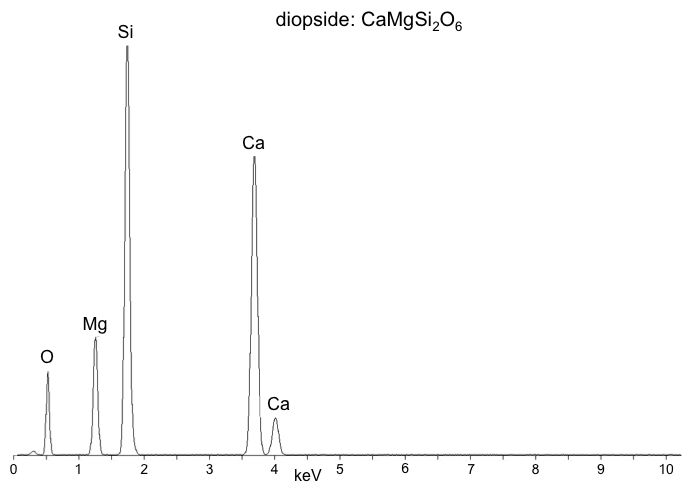 diopside: CaMgSi₂O₆
Si
Ca
Mg
O
Ca
0 1 2 3 4 5 6 7 8 9 10
keV